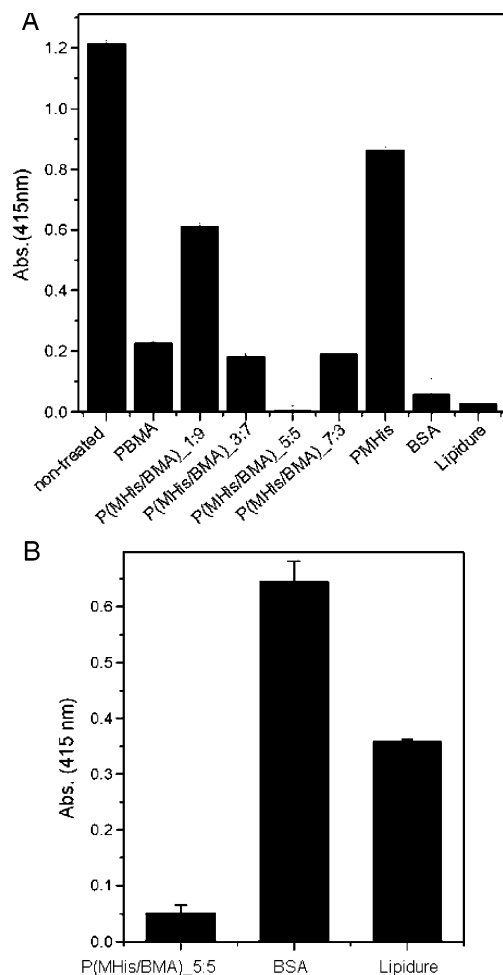 A
1.2
1.0
0.8
0.6
0.4
0.2
0.0
Abs.(415nm)
non-treated
PBMA
P(MHis/BMA)_1:9
P(MHis/BMA)_3:7
P(MHis/BMA)_5:5
P(MHis/BMA)_7:3
PMHis
BSA
Lipidure
B
0.6
0.5
0.4
0.3
0.2
0.1
0.0
Abs. (415 nm)
P(MHis/BMA)_5:5
BSA
Lipidure